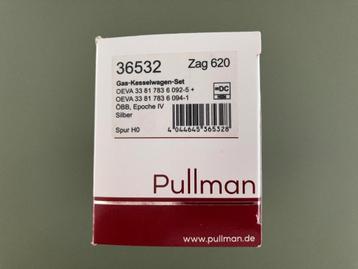 36532 Zag 620
Gas-Kesselwagen-Set
OEVA 33 81 783 6 092-5 +
OEVA 33 81 783 6 094-1
ÖBB, Epoche IV
Silber
=DC
Spur H0
4 044645 365328
Pullman
www.pullman.de